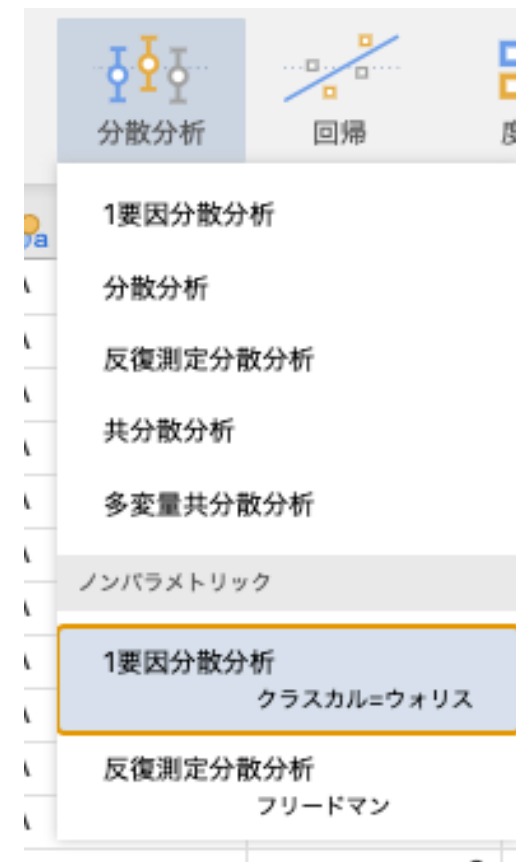 分散分析
回帰
1要因分散分析
分散分析
反復測定分散分析
共分散分析
多変量共分散分析
ノンパラメトリック
1要因分散分析
クラスカル=ウォリス
反復測定分散分析
フリードマン